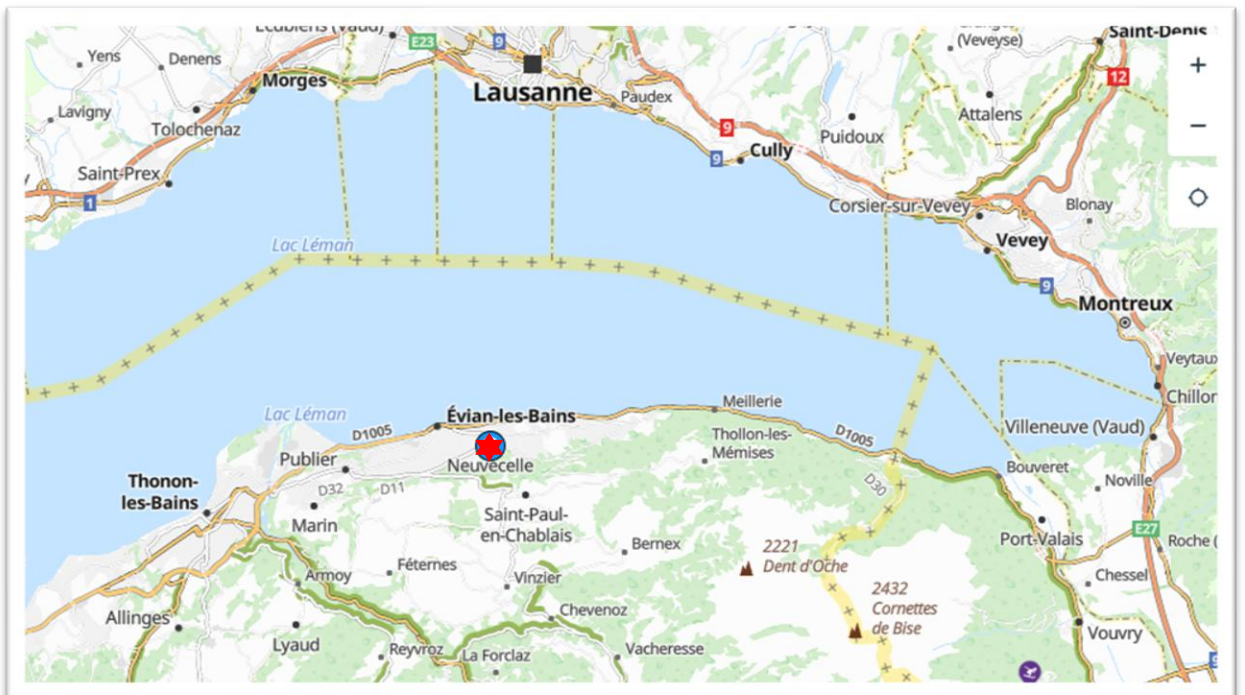 Ecublens (Vaud)
E23
9
Saint-Denis
(Veveyse)
Yens
Denens
Morges
Lausanne
Paudex
12
+
Lavigny
Tolochenaz
9
Puidoux
Attalens
−
Saint-Prex
9
Cully
1
Corsier-sur-Vevey
Blonay
Lac Léman
Vevey
9
Montreux
Veytaux
Chillon
Lac Léman
Évian-les-Bains
Meillerie
D1005
D1005
Thollon-les-
Mémises
Villeneuve (Vaud)
Publier
Neuvecelle
Bouveret
Thonon-
les-Bains
D32
D11
D30
Noville
Marin
Saint-Paul-
en-Chablais
E27
Port-Valais
Roche (
Bernex
2221
Dent d'Oche
Féternes
Armoy
Vinzier
Chessel
2432
Cornettes
de Bise
Allinges
Chevenoz
Vouvry
Lyaud
Reyvroz
La Forclaz
Vacheresse